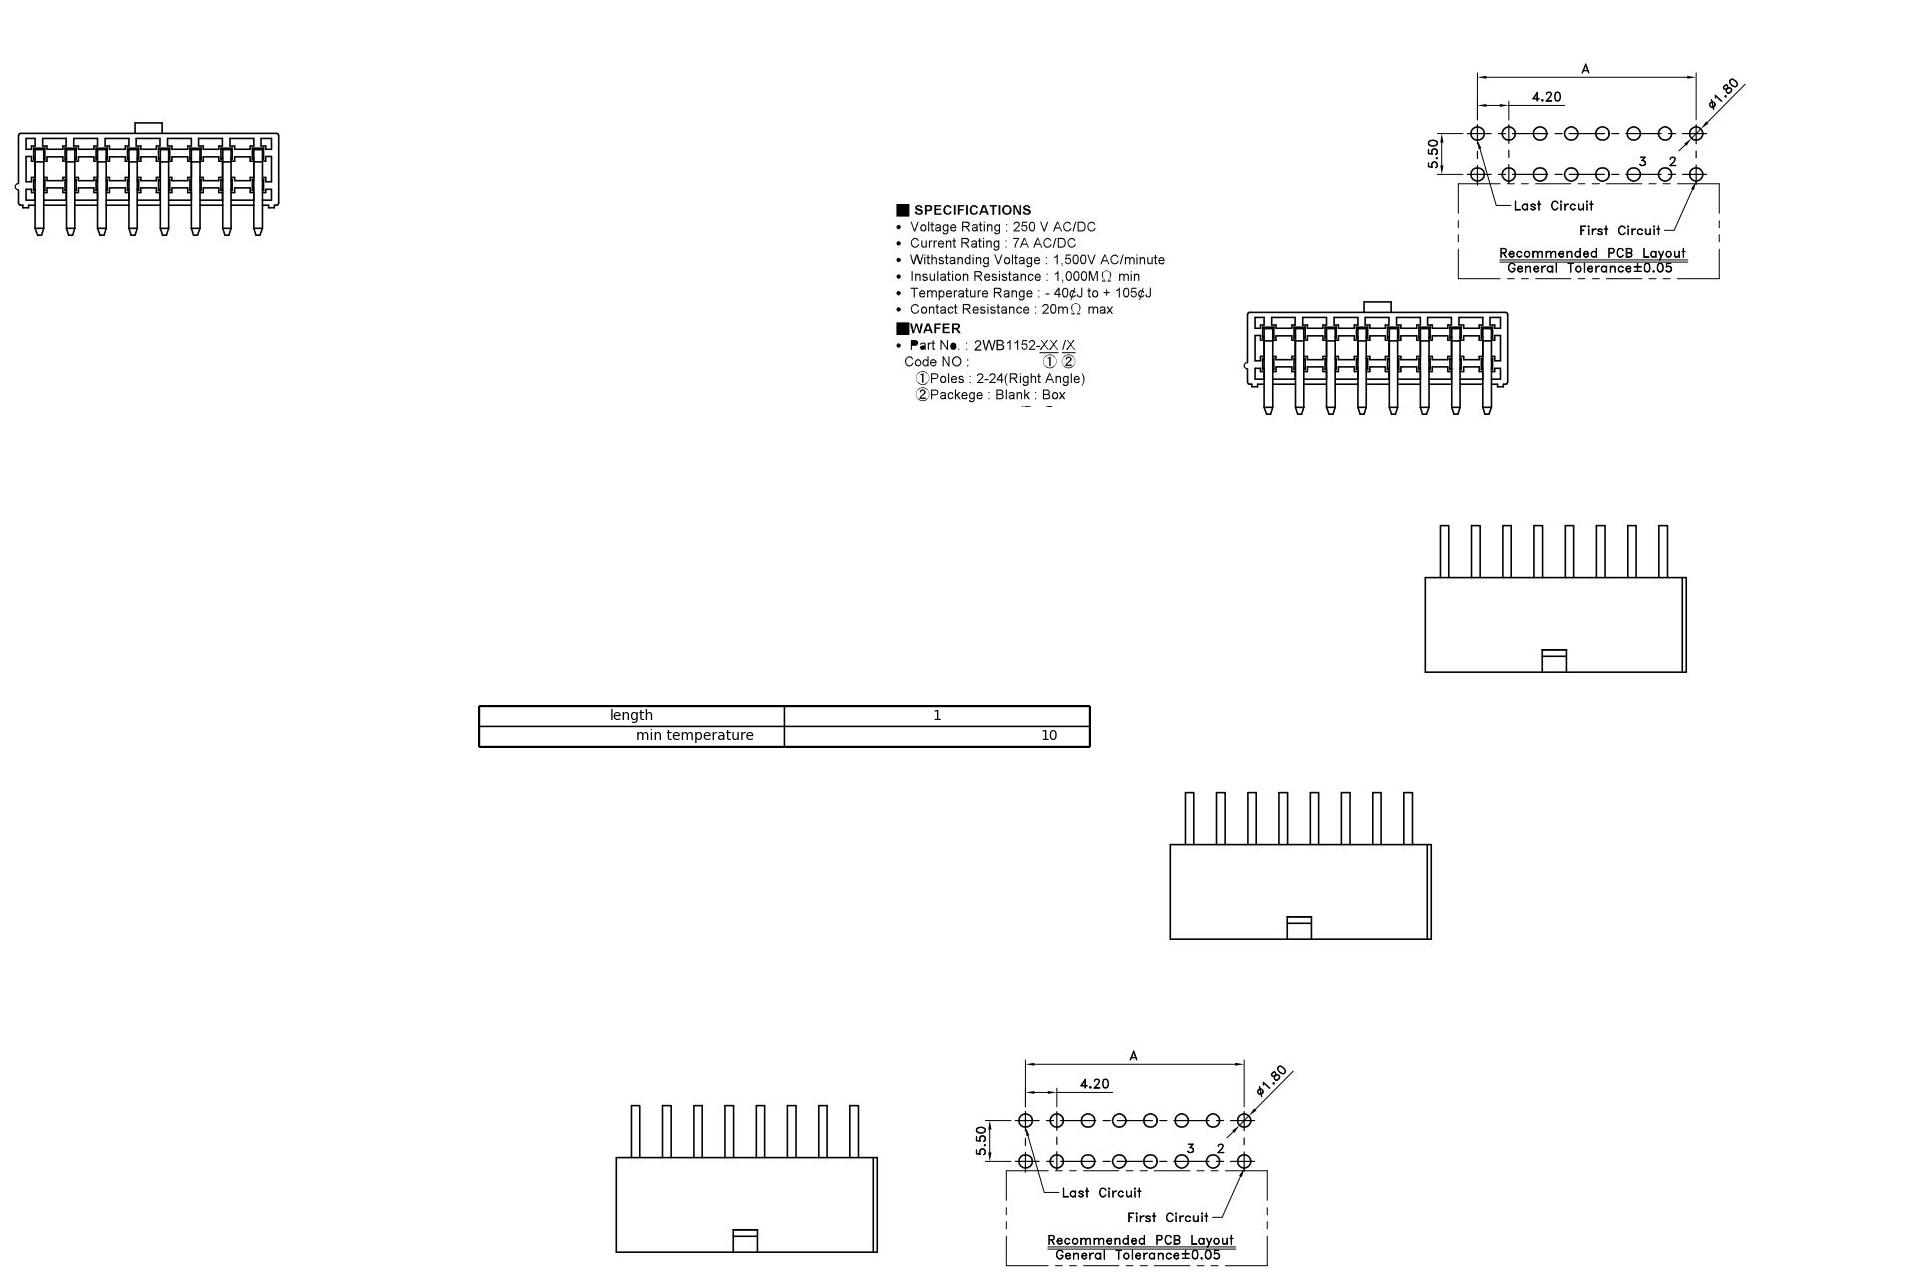 A
4.20
ø1.80
5.50
3 2
Last Circuit
First Circuit
Recommended PCB Layout
General Tolerance±0.05
■ SPECIFICATIONS
• Voltage Rating : 250 V AC/DC
• Current Rating : 7A AC/DC
• Withstanding Voltage : 1,500V AC/minute
• Insulation Resistance : 1,000MΩ min
• Temperature Range : - 40¢J to + 105¢J
• Contact Resistance : 20mΩ max
■WAFER
• Part No. : 2WB1152-XX /X
Code NO : ① ②
①Poles : 2-24(Right Angle)
②Packege : Blank : Box
length 1
min temperature 10
A
4.20
ø1.80
5.50
3 2
Last Circuit
First Circuit
Recommended PCB Layout
General Tolerance±0.05